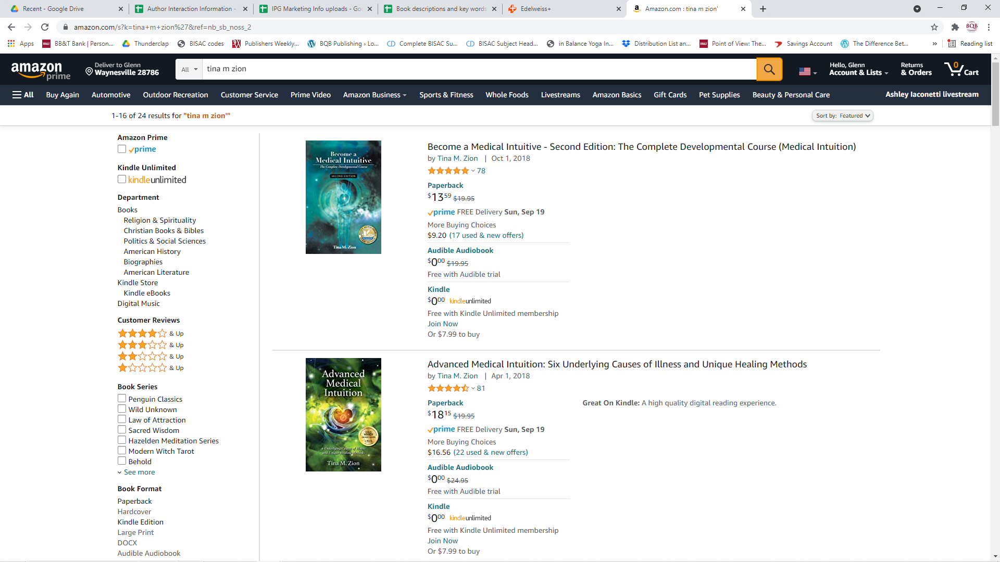 Recent - Google Drive
Author Interaction Information -
IPG Marketing Info uploads - Goo
Book descriptions and key words
Edelweiss+
Amazon.com : tina m zion'
amazon.com/s?k=tina+m+zion%27&ref=nb_sb_noss_2
BQB
Apps
BB&T
BB&T Bank | Person...
Thunderclap
BISAC codes
PW
Publishers Weekly...
BQB Publishing › Lo...
Complete BISAC Su...
BISAC Subject Head...
in Balance Yoga In...
Distribution List an...
BB&T
Point of View: The...
Savings Account
The Difference Bet...
»
Reading list
amazon prime
Deliver to Glenn
Waynesville 28786
All
tina m zion
Hello, Glenn
Account & Lists
Returns
& Orders
0
Cart
All
Buy Again
Automotive
Outdoor Recreation
Customer Service
Prime Video
Amazon Business
Sports & Fitness
Whole Foods
Livestreams
Amazon Basics
Gift Cards
Pet Supplies
Beauty & Personal Care
Ashley Iaconetti livestream
1-16 of 24 results for "tina m zion'"
Sort by: Featured
Amazon Prime
prime
Kindle Unlimited
kindleunlimited
Department
Books
Religion & Spirituality
Christian Books & Bibles
Politics & Social Sciences
American History
Biographies
American Literature
Kindle Store
Kindle eBooks
Digital Music
Customer Reviews
& Up
& Up
& Up
& Up
Book Series
Penguin Classics
Wild Unknown
Law of Attraction
Sacred Wisdom
Hazelden Meditation Series
Modern Witch Tarot
Behold
See more
Book Format
Paperback
Hardcover
Kindle Edition
Large Print
DOCX
Audible Audiobook
Become a
Medical Intuitive
The Complete Developmental Course
SECOND EDITION
Tina M. Zion
Become a Medical Intuitive - Second Edition: The Complete Developmental Course (Medical Intuition)
by Tina M. Zion | Oct 1, 2018
78
Paperback
$13 59 $19.95
prime FREE Delivery Sun, Sep 19
More Buying Choices
$9.20 (17 used & new offers)
Audible Audiobook
$0 00 $19.95
Free with Audible trial
Kindle
$0 00 kindleunlimited
Free with Kindle Unlimited membership
Join Now
Or $7.99 to buy
Advanced
Medical
Intuition
6 Underlying Causes of Illness
and Unique Healing Methods
Tina M. Zion
Advanced Medical Intuition: Six Underlying Causes of Illness and Unique Healing Methods
by Tina M. Zion | Apr 1, 2018
81
Paperback
$18 15 $19.95
prime FREE Delivery Sun, Sep 19
More Buying Choices
$16.56 (22 used & new offers)
Audible Audiobook
$0 00 $24.95
Free with Audible trial
Kindle
$0 00 kindleunlimited
Free with Kindle Unlimited membership
Join Now
Or $7.99 to buy
Great On Kindle: A high quality digital reading experience.